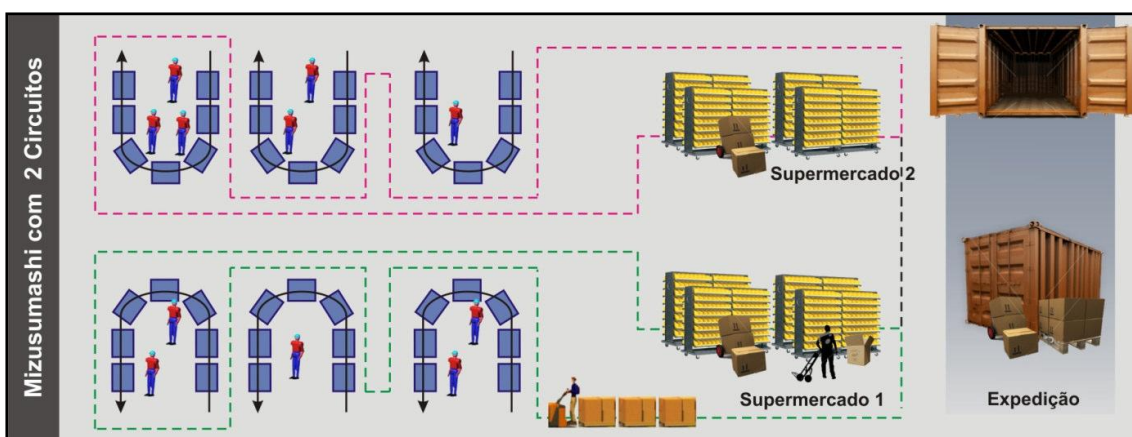 Mizusumashi com 2 Circuitos
Supermercado 2
Supermercado 1
Expedição